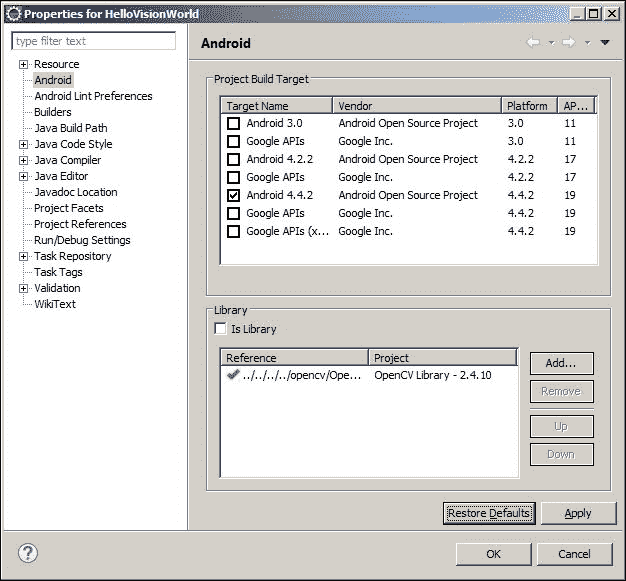 Properties for HelloVisionWorld
type filter text
Resource
Android
Android Lint Preferences
Builders
Java Build Path
Java Code Style
Java Compiler
Java Editor
Javadoc Location
Project Facets
Project References
Run/Debug Settings
Task Repository
Task Tags
Validation
WikiText
Android
Project Build Target
Target Name Vendor Platform AP...
Android 3.0 Android Open Source Project 3.0 11
Google APIs Google Inc. 3.0 11
Android 4.2.2 Android Open Source Project 4.2.2 17
Google APIs Google Inc. 4.2.2 17
Android 4.4.2 Android Open Source Project 4.4.2 19
Google APIs Google Inc. 4.4.2 19
Google APIs (x... Google Inc. 4.4.2 19
Library
Is Library
Reference Project
../../../../opencv/Ope... OpenCV Library - 2.4.10
Add...
Remove
Up
Down
Restore Defaults Apply
? OK Cancel